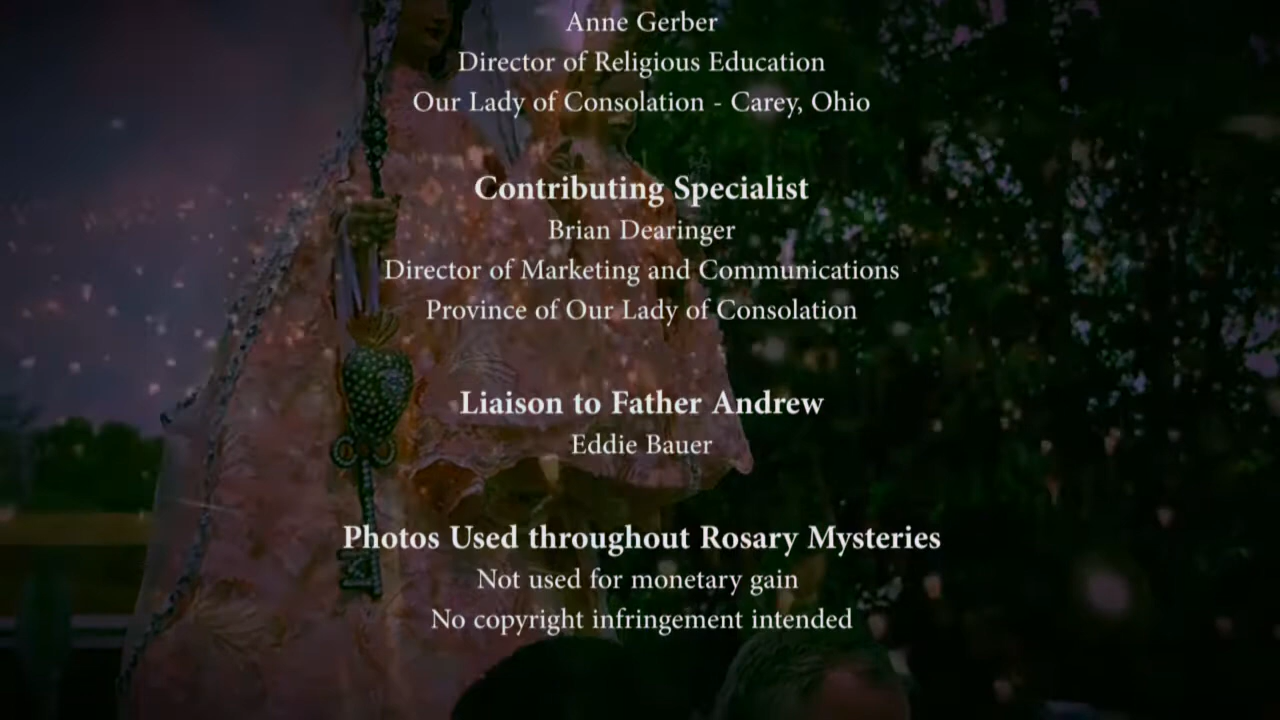 Anne Gerber
Director of Religious Education
Our Lady of Consolation - Carey, Ohio
Contributing Specialist
Brian Dearinger
Director of Marketing and Communications
Province of Our Lady of Consolation
Liaison to Father Andrew
Eddie Bauer
Photos Used throughout Rosary Mysteries
Not used for monetary gain
No copyright infringement intended